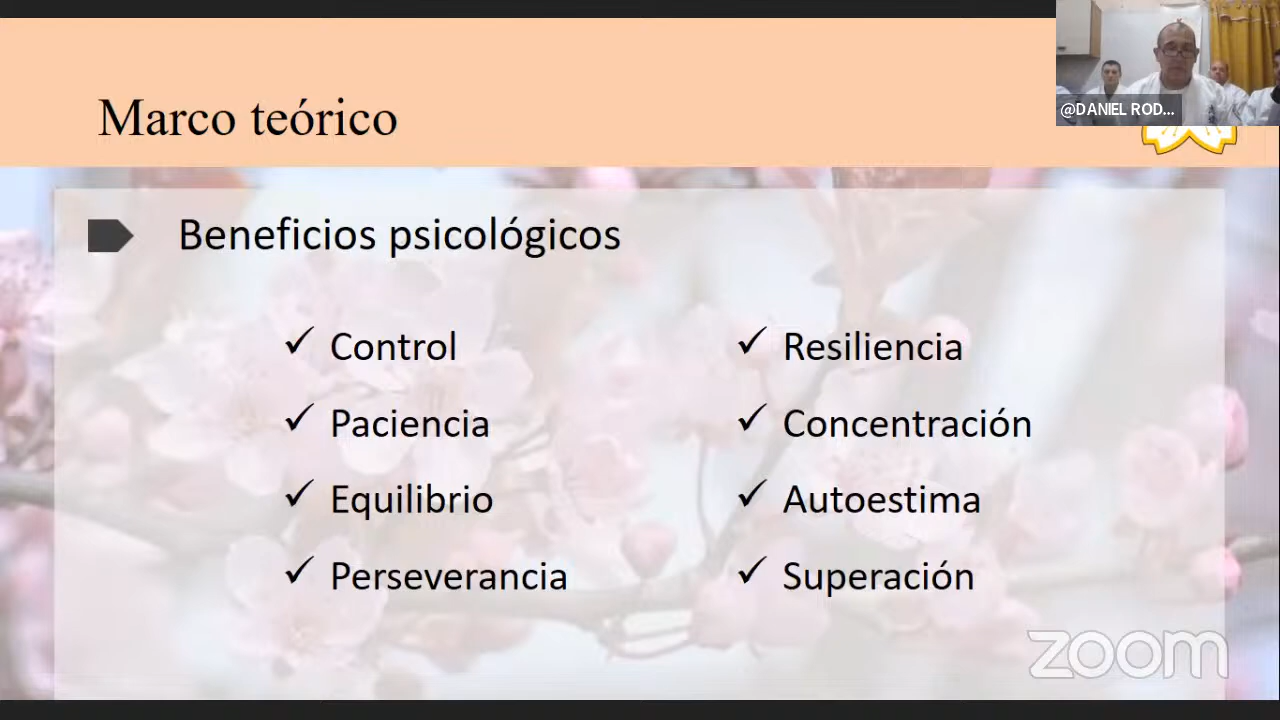 Marco teórico
@DANIEL ROD...
Beneficios psicológicos
✓ Control
✓ Paciencia
✓ Equilibrio
✓ Perseverancia
✓ Resiliencia
✓ Concentración
✓ Autoestima
✓ Superación
zoom